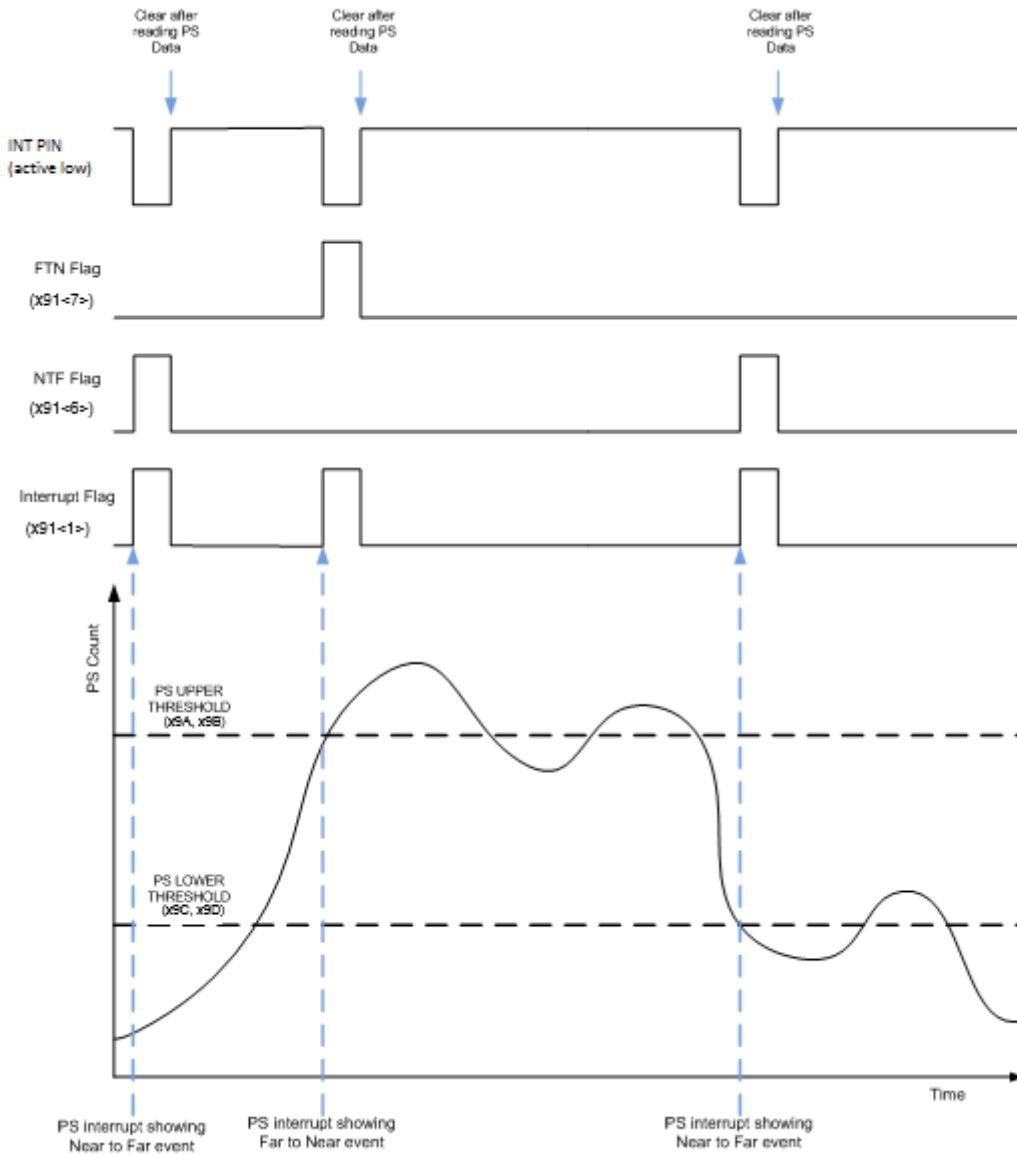 Clear after
reading PS
Data
Clear after
reading PS
Data
Clear after
reading PS
Data
INT PIN
(active low)
FTN Flag
(x91<7>)
NTF Flag
(x91<6>)
Interrupt Flag
(x91<1>)
PS Count
PS UPPER
THRESHOLD
(x9A, x9B)
PS LOWER
THRESHOLD
(x9C, x9D)
Time
PS interrupt showing
Near to Far event
PS interrupt showing
Far to Near event
PS interrupt showing
Near to Far event